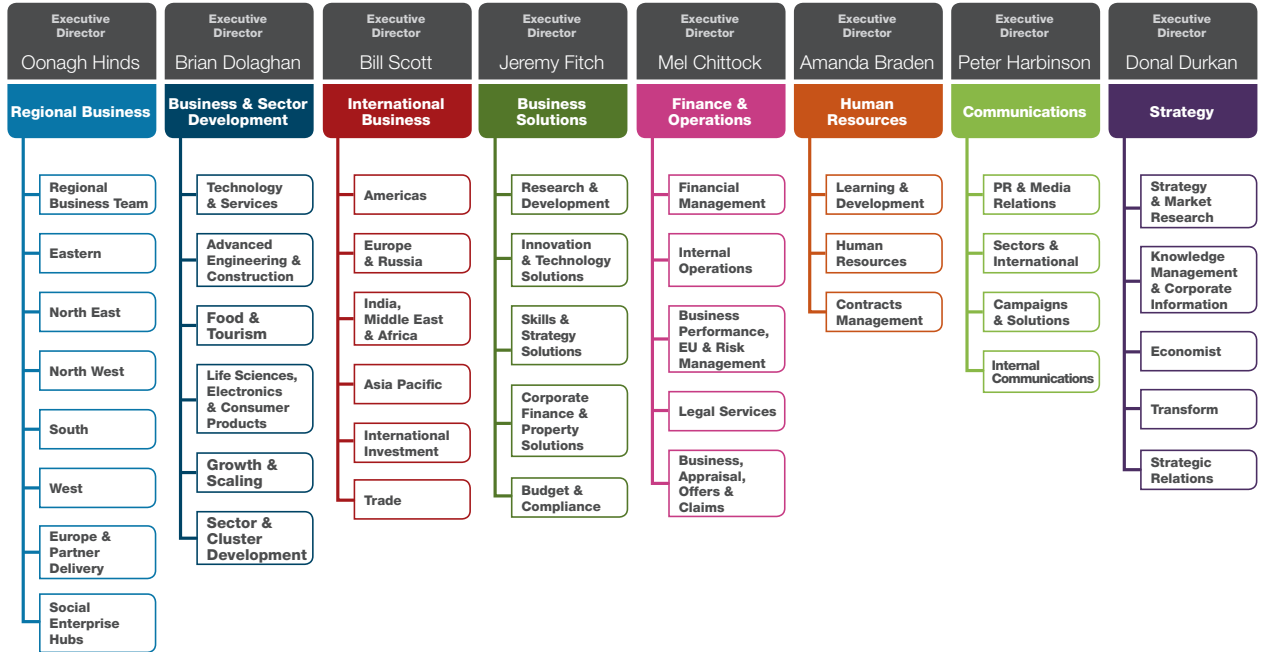 Executive
Director
Oonagh Hinds
Regional Business
Regional
Business Team
Eastern
North East
North West
South
West
Europe &
Partner
Delivery
Social
Enterprise
Hubs
Executive
Director
Brian Dolaghan
Business & Sector
Development
Technology
& Services
Advanced
Engineering &
Construction
Food &
Tourism
Life Sciences,
Electronics
& Consumer
Products
Growth &
Scaling
Sector &
Cluster
Development
Executive
Director
Bill Scott
International
Business
Americas
Europe
& Russia
India,
Middle East
& Africa
Asia Pacific
International
Investment
Trade
Executive
Director
Jeremy Fitch
Business
Solutions
Research &
Development
Innovation
& Technology
Solutions
Skills &
Strategy
Solutions
Corporate
Finance &
Property
Solutions
Budget &
Compliance
Executive
Director
Mel Chittock
Finance &
Operations
Financial
Management
Internal
Operations
Business
Performance,
EU & Risk
Management
Legal Services
Business,
Appraisal,
Offers &
Claims
Executive
Director
Amanda Braden
Human
Resources
Learning &
Development
Human
Resources
Contracts
Management
Executive
Director
Peter Harbinson
Communications
PR & Media
Relations
Sectors &
International
Campaigns
& Solutions
Internal
Communications
Executive
Director
Donal Durkan
Strategy
Strategy
& Market
Research
Knowledge
Management
& Corporate
Information
Economist
Transform
Strategic
Relations